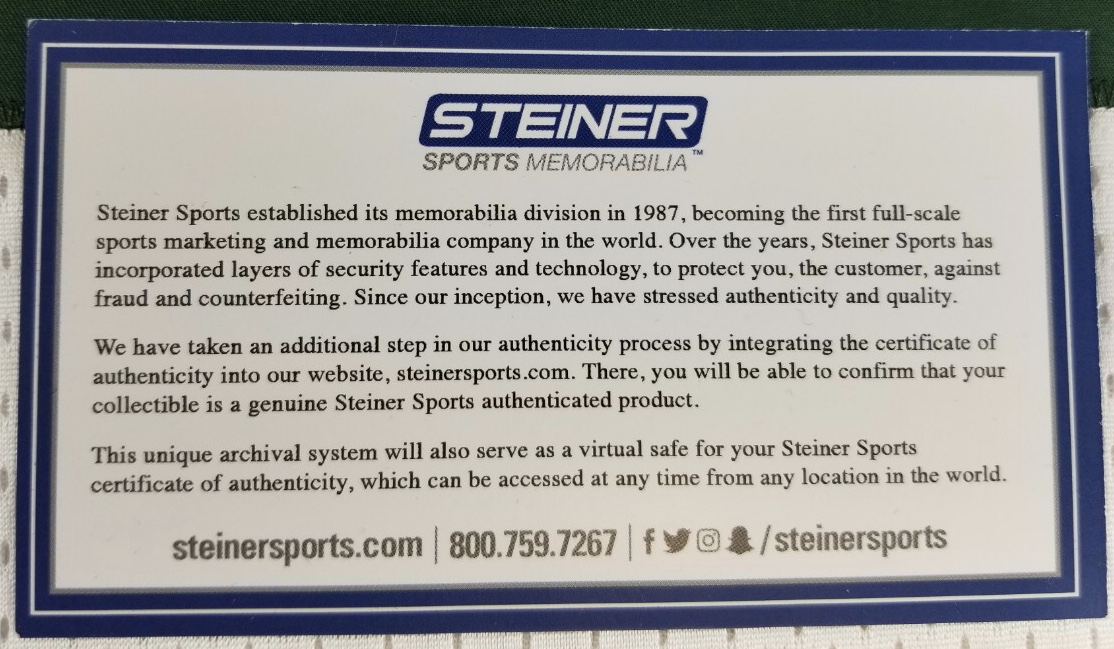 STEINER
SPORTS MEMORABILIA™
Steiner Sports established its memorabilia division in 1987, becoming the first full-scale
sports marketing and memorabilia company in the world. Over the years, Steiner Sports has
incorporated layers of security features and technology, to protect you, the customer, against
fraud and counterfeiting. Since our inception, we have stressed authenticity and quality.
We have taken an additional step in our authenticity process by integrating the certificate of
authenticity into our website, steinersports.com. There, you will be able to confirm that your
collectible is a genuine Steiner Sports authenticated product.
This unique archival system will also serve as a virtual safe for your Steiner Sports
certificate of authenticity, which can be accessed at any time from any location in the world.
steinersports.com | 800.759.7267 | f /steinersports